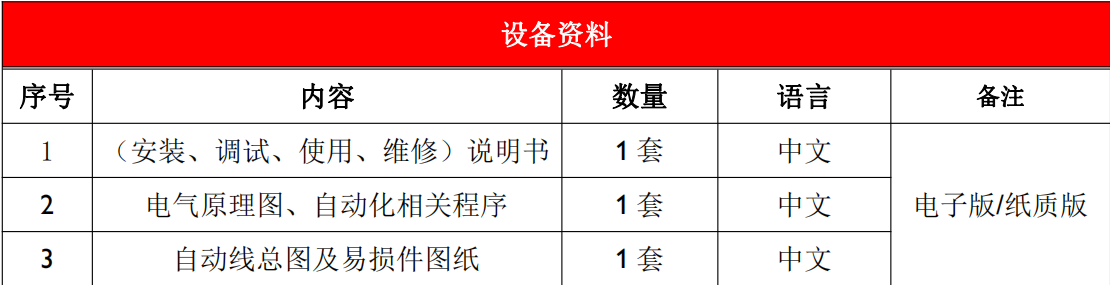 设备资料
序号 内容 数量 语言 备注
1 （安装、调试、使用、维修）说明书 1 套 中文
2 电气原理图、自动化相关程序 1 套 中文 电子版/纸质版
3 自动线总图及易损件图纸 1 套 中文